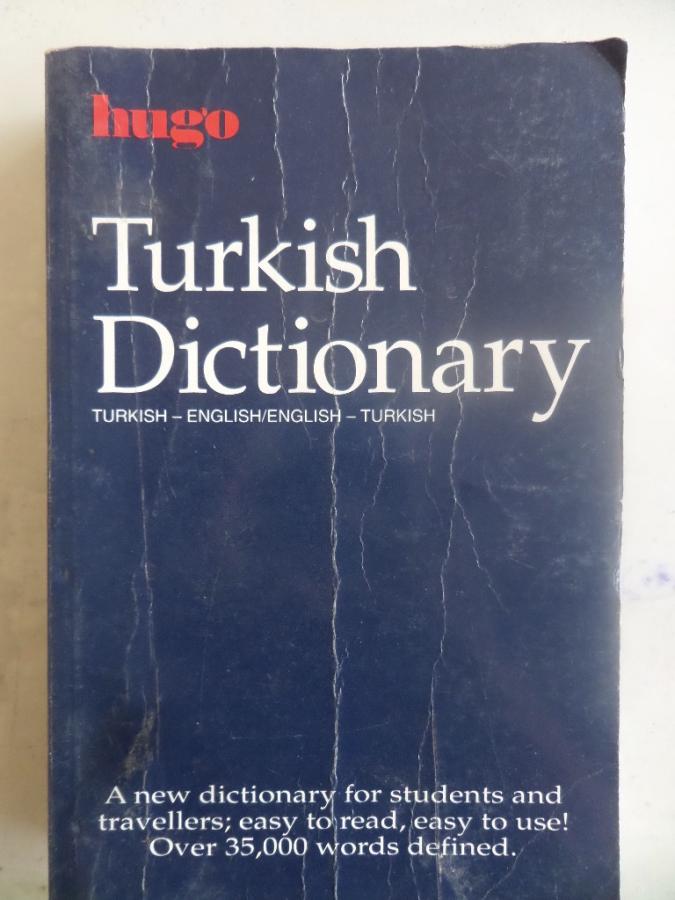 hugo
Turkish
Dictionary
TURKISH – ENGLISH/ENGLISH – TURKISH
A new dictionary for students and
travellers; easy to read, easy to use!
Over 35,000 words defined.